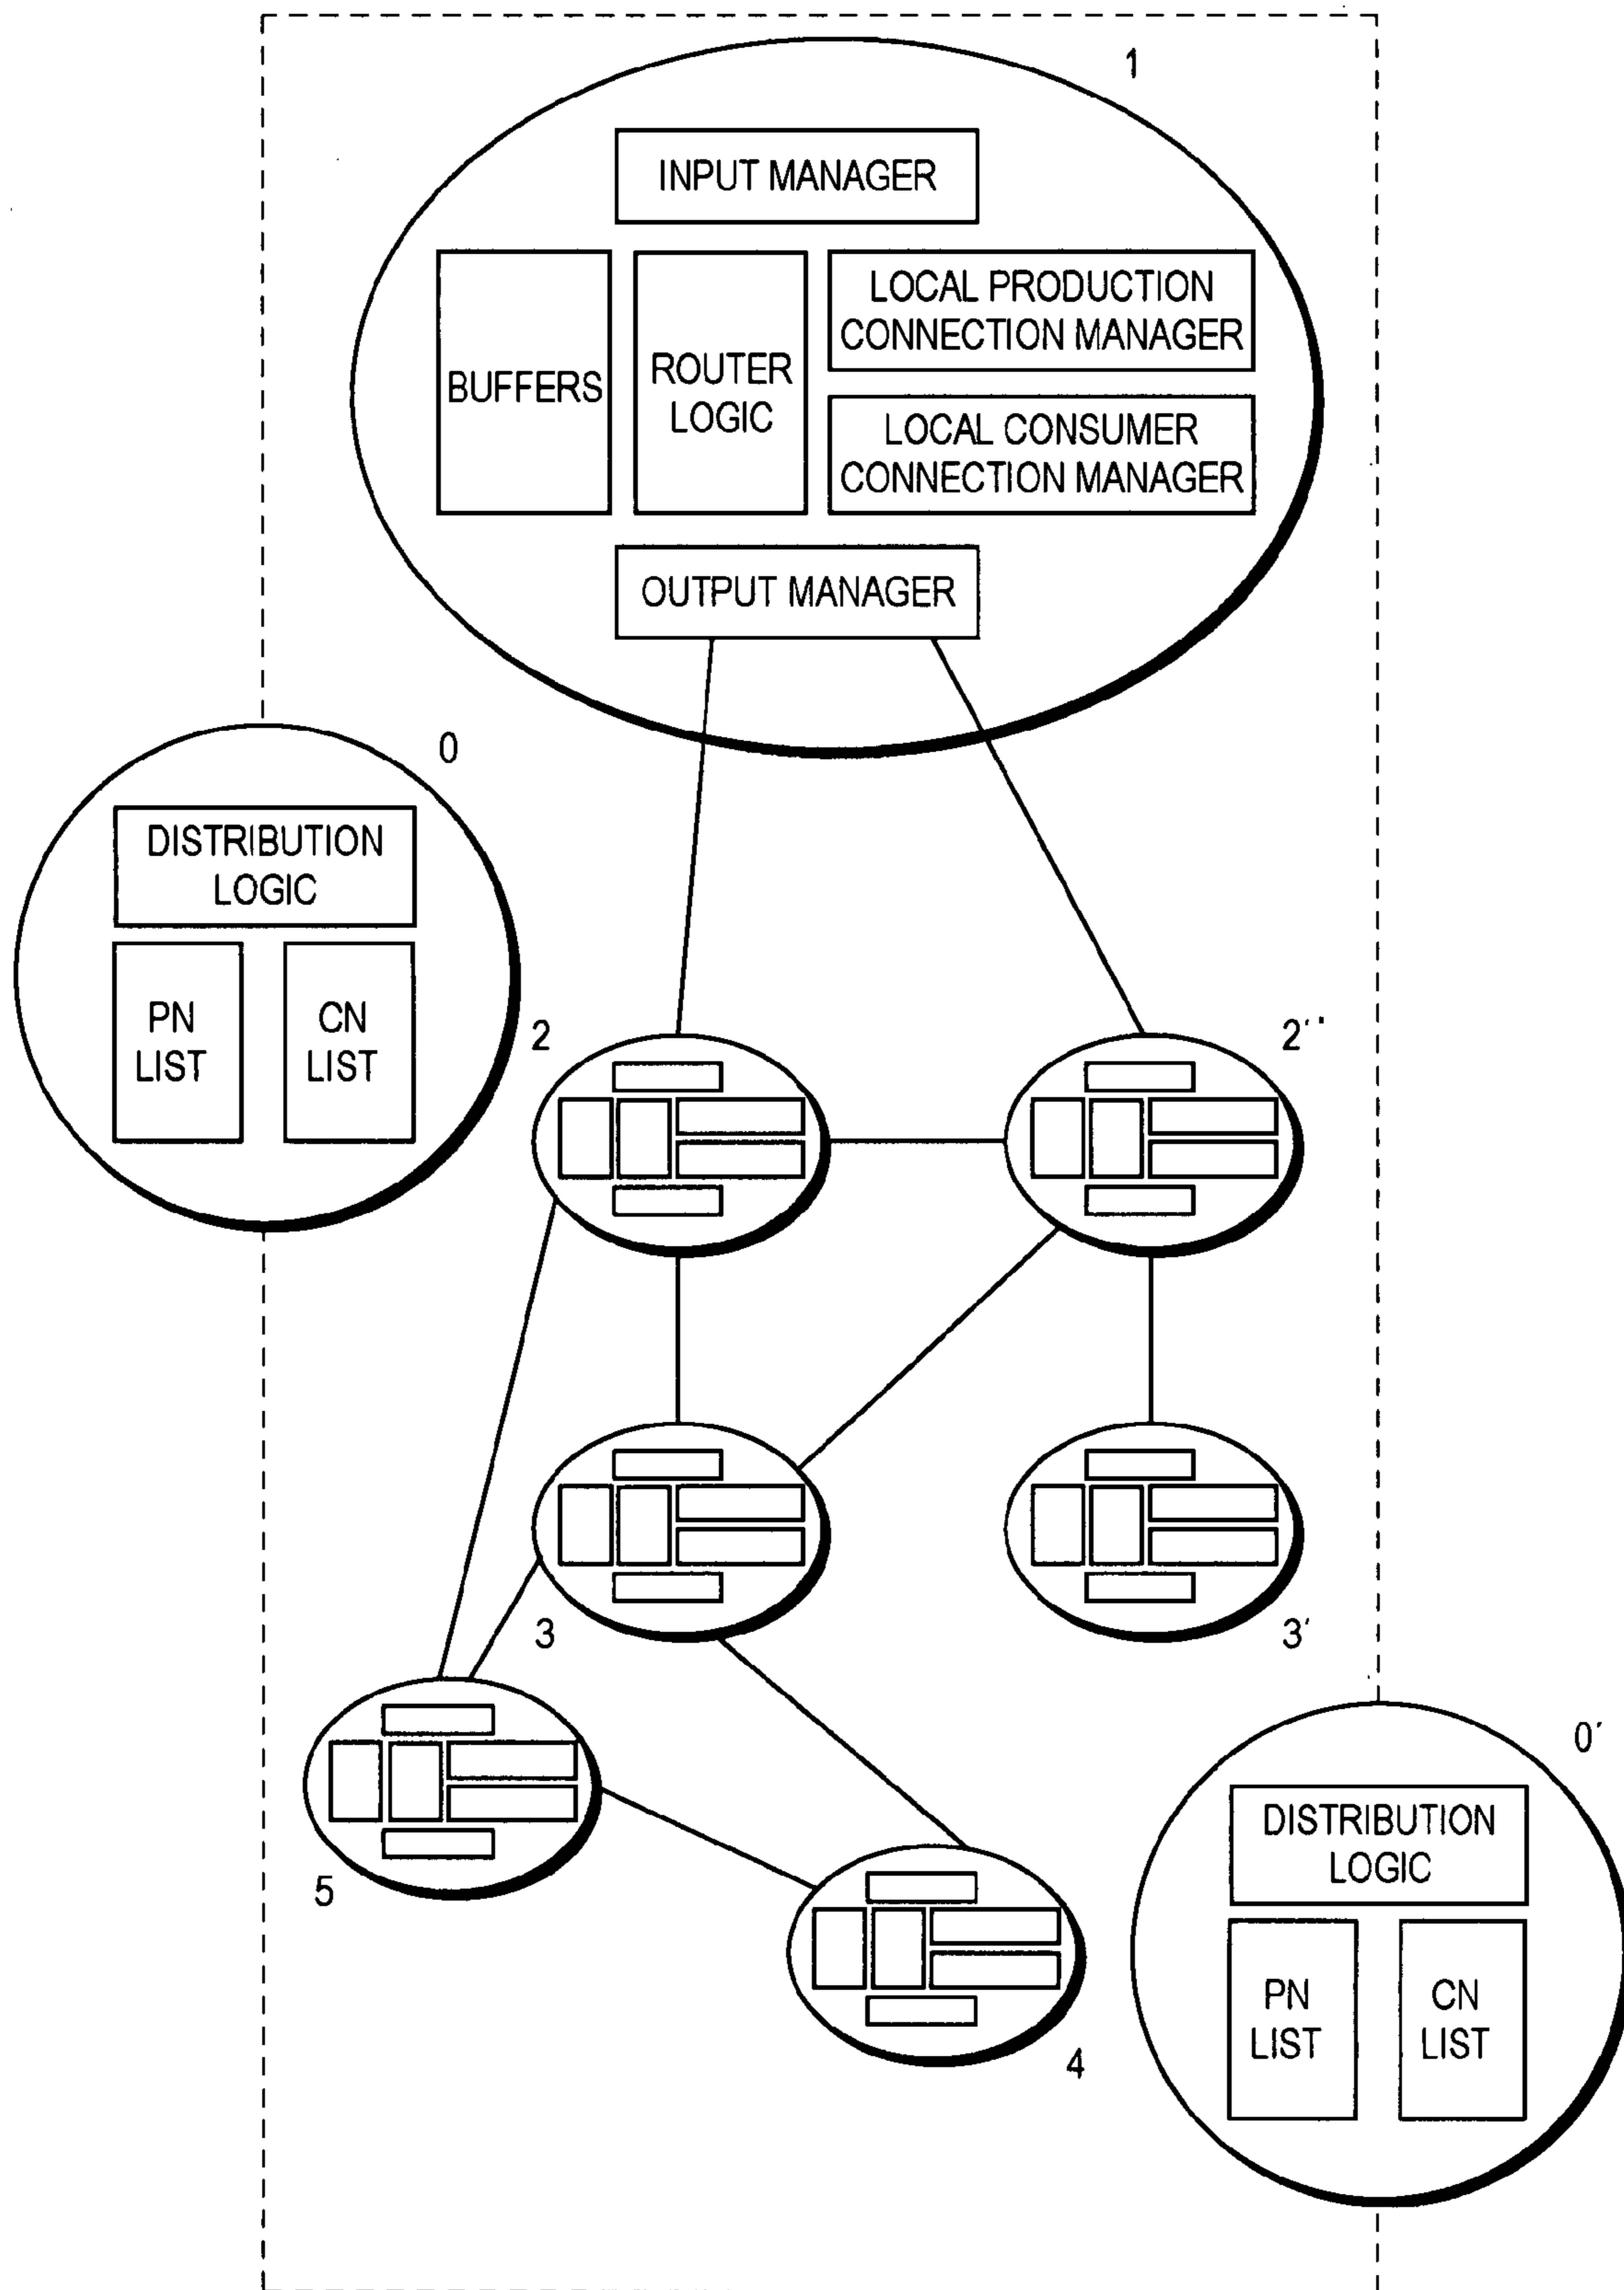 1
INPUT MANAGER
BUFFERS
ROUTER
LOGIC
LOCAL PRODUCTION
CONNECTION MANAGER
LOCAL CONSUMER
CONNECTION MANAGER
OUTPUT MANAGER
0
DISTRIBUTION
LOGIC
PN
LIST
CN
LIST
2
2'
3
3'
5
4
0'
DISTRIBUTION
LOGIC
PN
LIST
CN
LIST